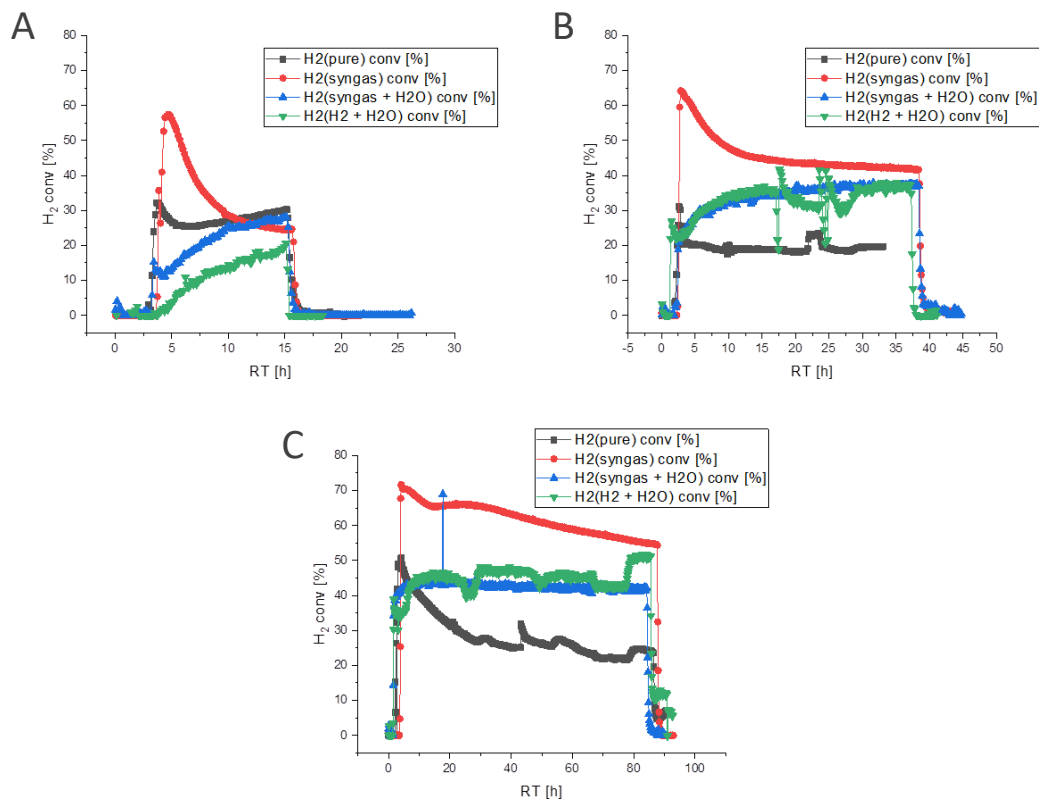 A
H2(pure) conv [%]
H2(syngas) conv [%]
H2(syngas + H2O) conv [%]
H2(H2 + H2O) conv [%]
80
70
60
50
40
30
20
10
0
H2 conv [%]
0 5 10 15 20 25 30
RT [h]
B
H2(pure) conv [%]
H2(syngas) conv [%]
H2(syngas + H2O) conv [%]
H2(H2 + H2O) conv [%]
80
70
60
50
40
30
20
10
0
H2 conv [%]
-5 0 5 10 15 20 25 30 35 40 45 50
RT [h]
C
H2(pure) conv [%]
H2(syngas) conv [%]
H2(syngas + H2O) conv [%]
H2(H2 + H2O) conv [%]
80
70
60
50
40
30
20
10
0
H2 conv [%]
0 20 40 60 80 100
RT [h]